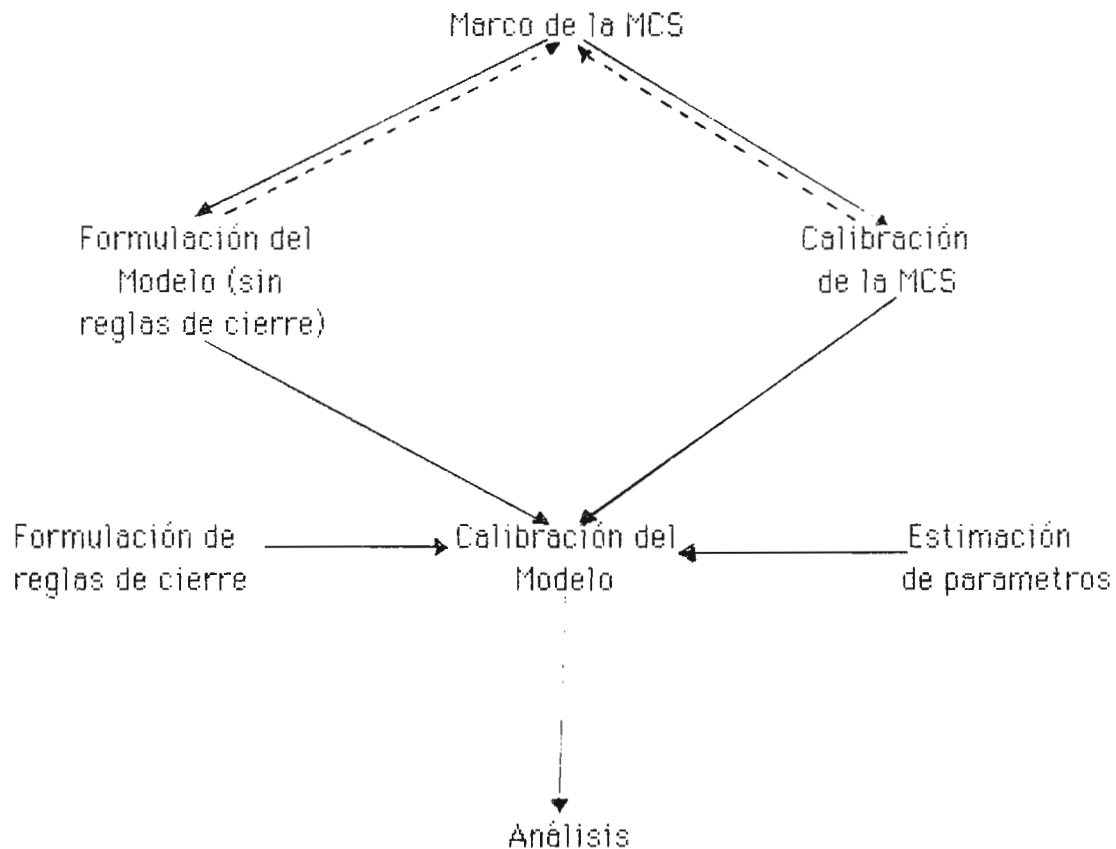 Marco de la MCS
Formulación del
Modelo (sin
reglas de cierre)
Calibración
de la MCS
Formulación de
reglas de cierre
Calibración del
Modelo
Estimación
de parametros
Análisis